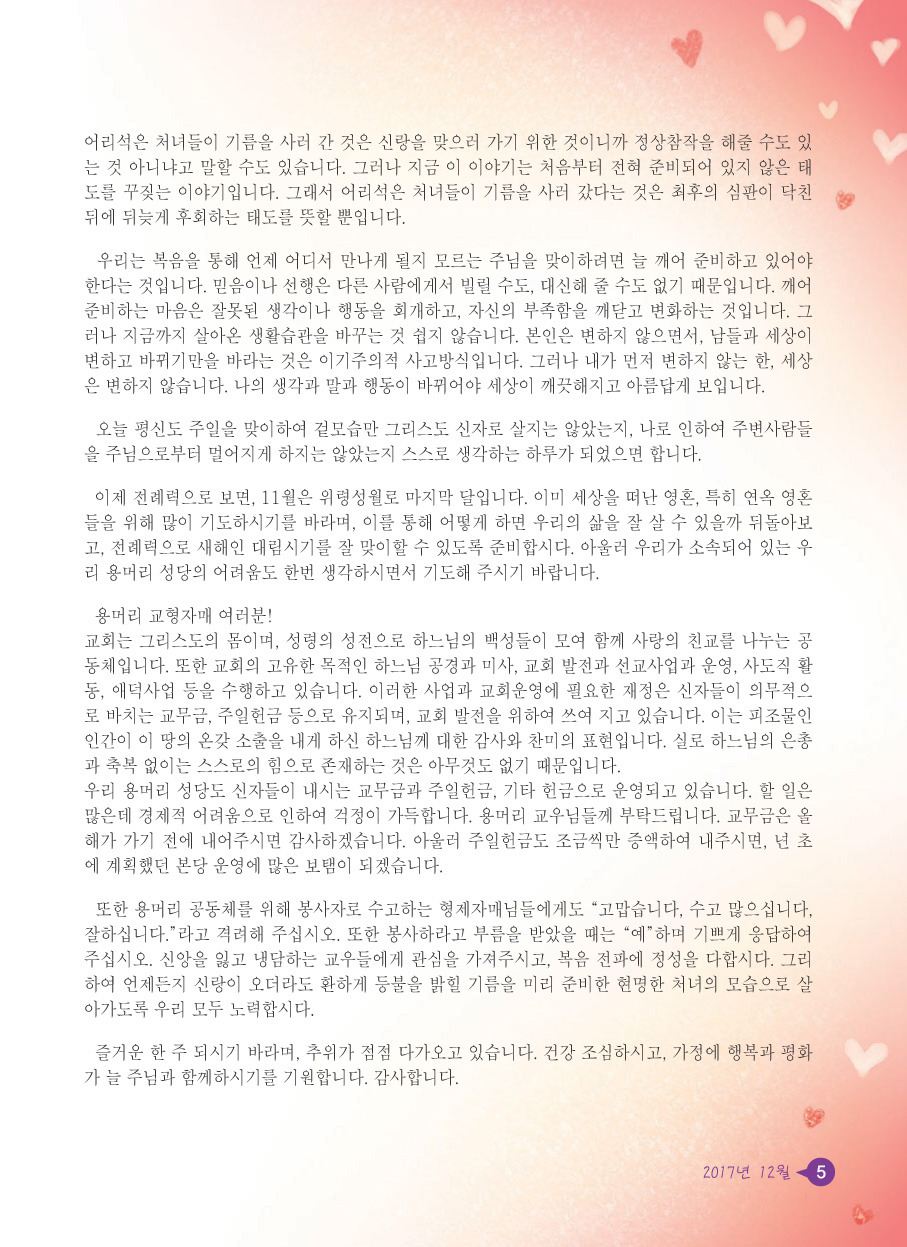 어리석은 처녀들이 기름을 사러 간 것은 신랑을 맞으러 가기 위한 것이니까 정상참작을 해줄 수도 있
는 것 아니냐고 말할 수도 있습니다. 그러나 지금 이 이야기는 처음부터 전혀 준비되어 있지 않은 태
도를 꾸짖는 이야기입니다. 그래서 어리석은 처녀들이 기름을 사러 갔다는 것은 최후의 심판이 닥친
뒤에 뒤늦게 후회하는 태도를 뜻할 뿐입니다.
우리는 복음을 통해 언제 어디서 만나게 될지 모르는 주님을 맞이하려면 늘 깨어 준비하고 있어야
한다는 것입니다. 믿음이나 선행은 다른 사람에게서 빌릴 수도, 대신해 줄 수도 없기 때문입니다. 깨어
준비하는 마음은 잘못된 생각이나 행동을 회개하고, 자신의 부족함을 깨닫고 변화하는 것입니다. 그
러나 지금까지 살아온 생활습관을 바꾸는 것 쉽지 않습니다. 본인은 변하지 않으면서, 남들과 세상이
변하고 바뀌기만을 바라는 것은 이기주의적 사고방식입니다. 그러나 내가 먼저 변하지 않는 한, 세상
은 변하지 않습니다. 나의 생각과 말과 행동이 바뀌어야 세상이 깨끗해지고 아름답게 보입니다.
오늘 평신도 주일을 맞이하여 겉모습만 그리스도 신자로 살지는 않았는지, 나로 인하여 주변사람들
을 주님으로부터 멀어지게 하지는 않았는지 스스로 생각하는 하루가 되었으면 합니다.
이제 전례력으로 보면, 11월은 위령성월로 마지막 달입니다. 이미 세상을 떠난 영혼, 특히 연옥 영혼
들을 위해 많이 기도하시기를 바라며, 이를 통해 어떻게 하면 우리의 삶을 잘 살 수 있을까 뒤돌아보
고, 전례력으로 새해인 대림시기를 잘 맞이할 수 있도록 준비합시다. 아울러 우리가 소속되어 있는 우
리 용머리 성당의 어려움도 한번 생각하시면서 기도해 주시기 바랍니다.
용머리 교형자매 여러분!
교회는 그리스도의 몸이며, 성령의 성전으로 하느님의 백성들이 모여 함께 사랑의 친교를 나누는 공
동체입니다. 또한 교회의 고유한 목적인 하느님 공경과 미사, 교회 발전과 선교사업과 운영, 사도직 활
동, 애덕사업 등을 수행하고 있습니다. 이러한 사업과 교회운영에 필요한 재정은 신자들이 의무적으
로 바치는 교무금, 주일헌금 등으로 유지되며, 교회 발전을 위하여 쓰여 지고 있습니다. 이는 피조물인
인간이 이 땅의 온갖 소출을 내게 하신 하느님께 대한 감사와 찬미의 표현입니다. 실로 하느님의 은총
과 축복 없이는 스스로의 힘으로 존재하는 것은 아무것도 없기 때문입니다.
우리 용머리 성당도 신자들이 내시는 교무금과 주일헌금, 기타 헌금으로 운영되고 있습니다. 할 일은
많은데 경제적 어려움으로 인하여 걱정이 가득합니다. 용머리 교우님들께 부탁드립니다. 교무금은 올
해가 가기 전에 내어주시면 감사하겠습니다. 아울러 주일헌금도 조금씩만 증액하여 내주시면, 년 초
에 계획했던 본당 운영에 많은 보탬이 되겠습니다.
또한 용머리 공동체를 위해 봉사자로 수고하는 형제자매님들에게도 “고맙습니다, 수고 많으십니다,
잘하십니다.”라고 격려해 주십시오. 또한 봉사하라고 부름을 받았을 때는 “예”하며 기쁘게 응답하여
주십시오. 신앙을 잃고 냉담하는 교우들에게 관심을 가져주시고, 복음 전파에 정성을 다합시다. 그리
하여 언제든지 신랑이 오더라도 환하게 등불을 밝힐 기름을 미리 준비한 현명한 처녀의 모습으로 살
아가도록 우리 모두 노력합시다.
즐거운 한 주 되시기 바라며, 추위가 점점 다가오고 있습니다. 건강 조심하시고, 가정에 행복과 평화
가 늘 주님과 함께하시기를 기원합니다. 감사합니다.
2017년 12월 5